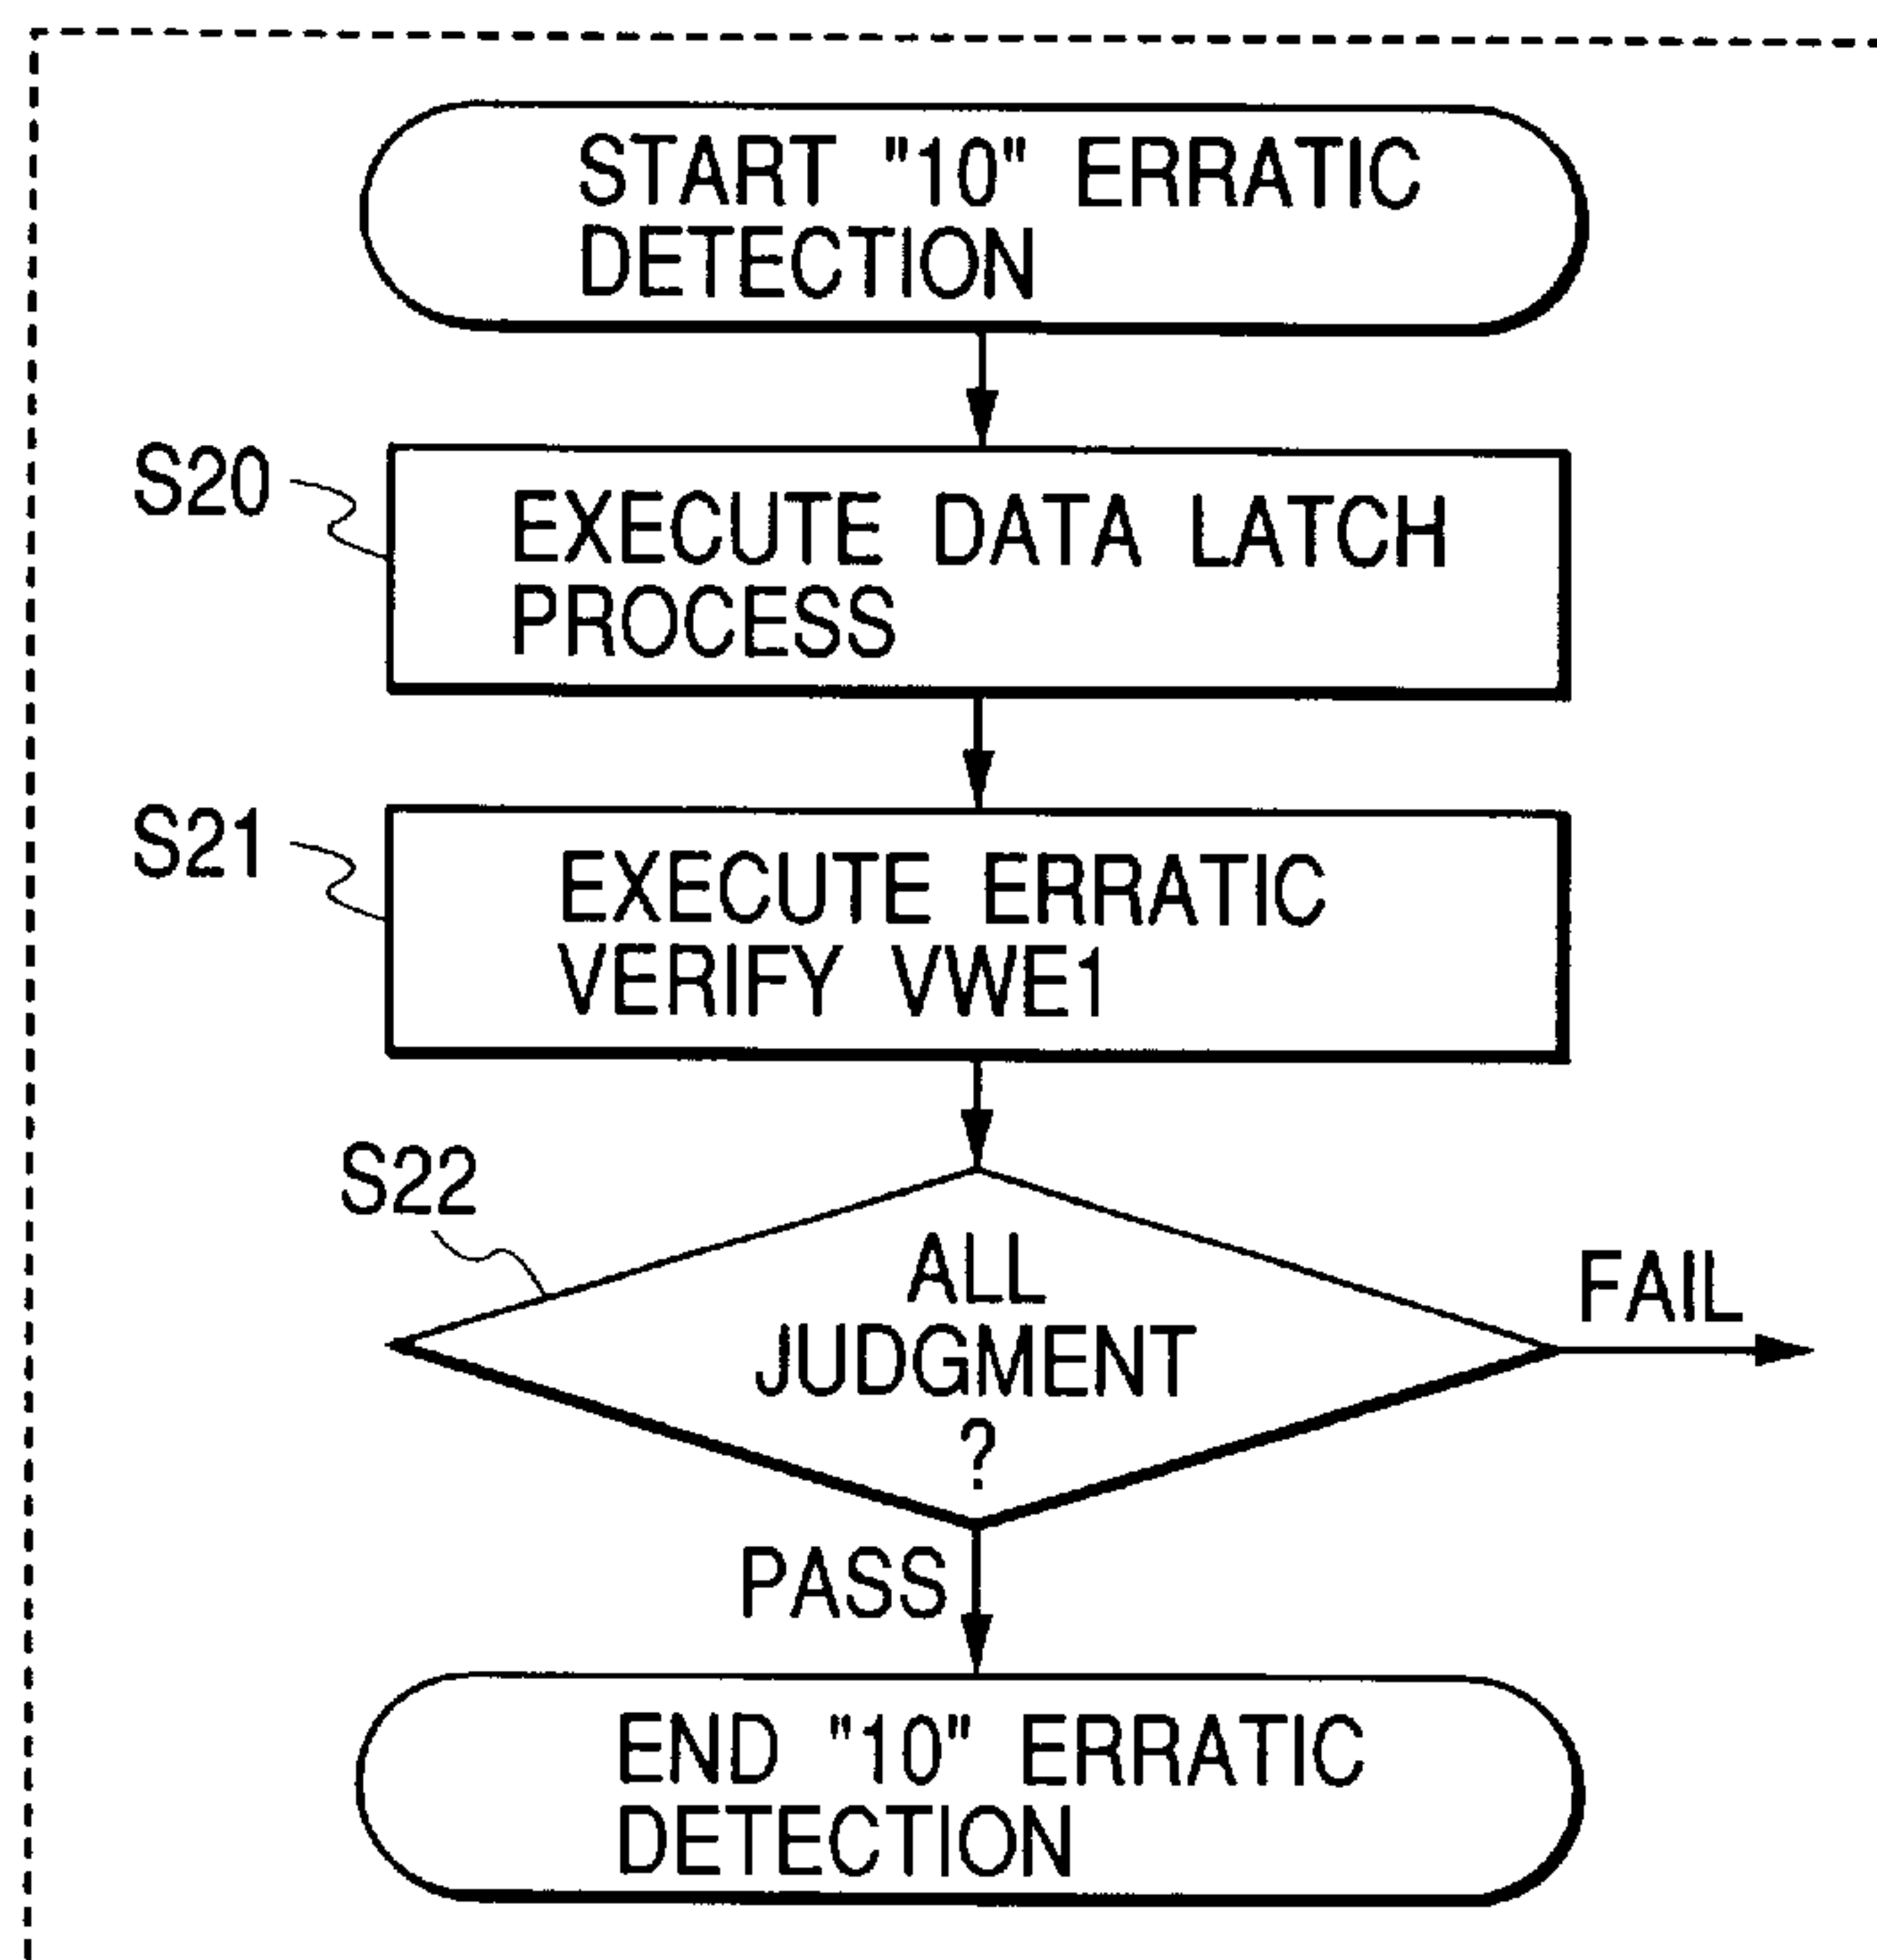 START "10" ERRATIC
DETECTION
S20
EXECUTE DATA LATCH
PROCESS
S21
EXECUTE ERRATIC
VERIFY VWE1
S22
ALL
JUDGMENT
?
FAIL
PASS
END "10" ERRATIC
DETECTION